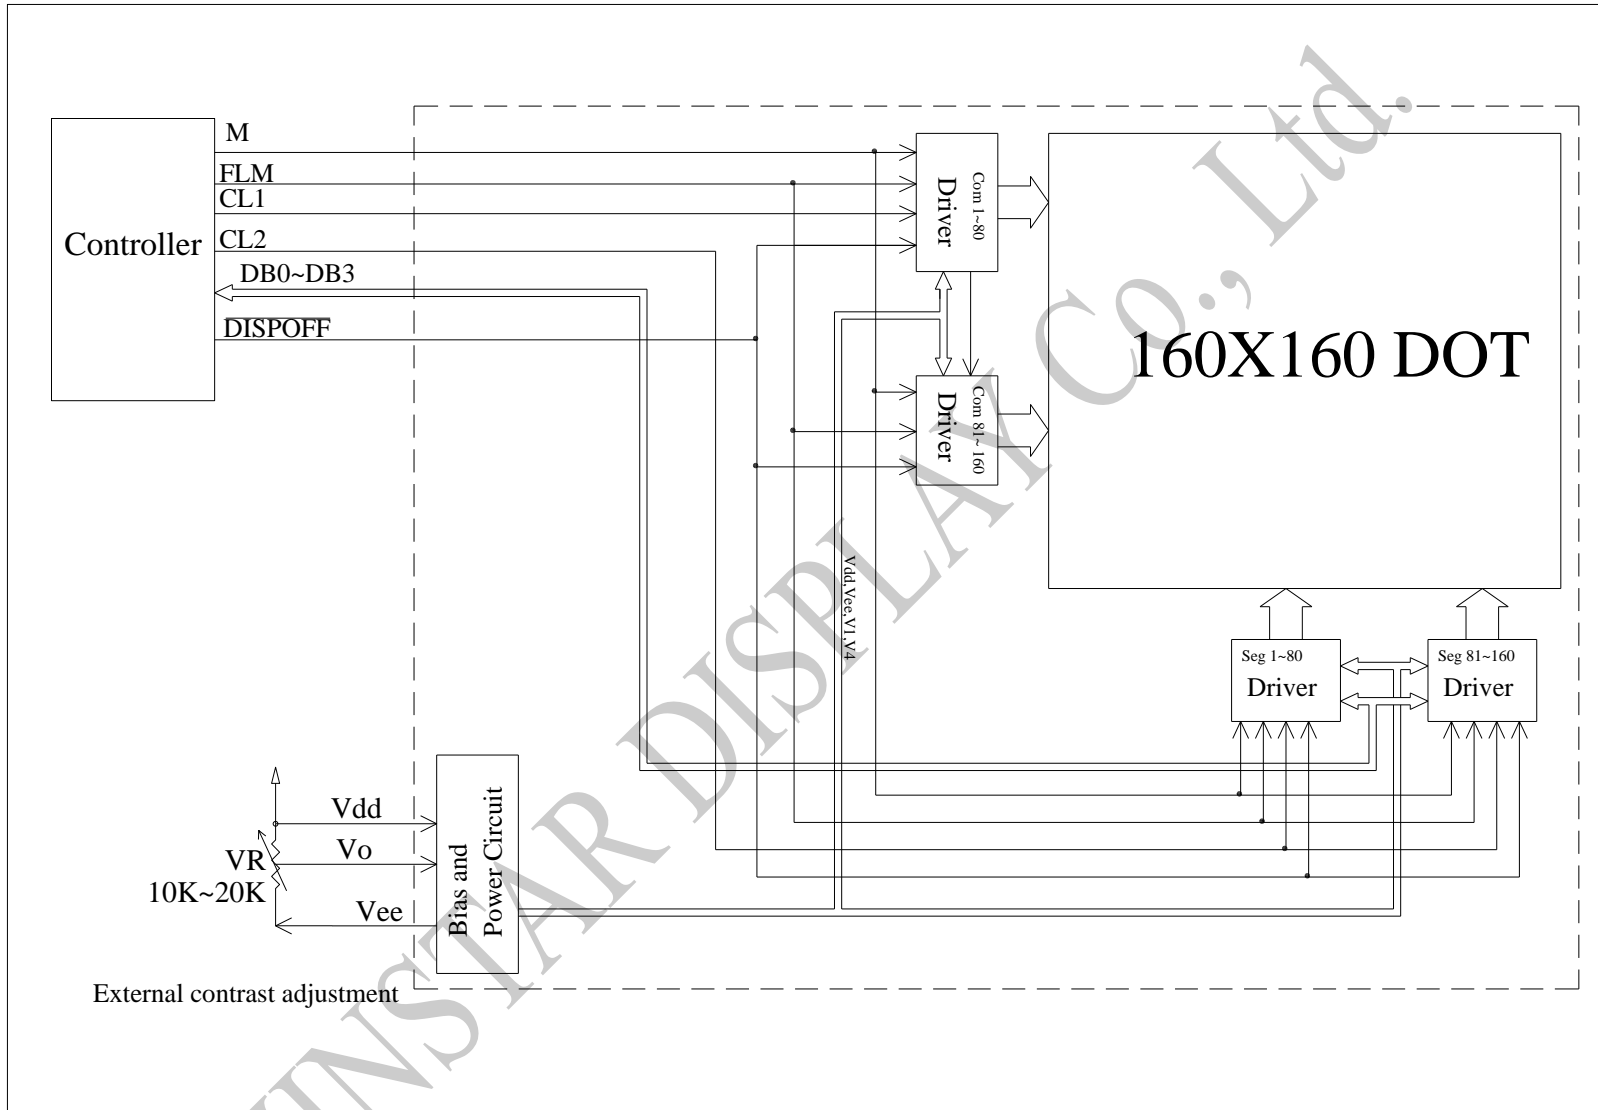 M
FLM
CL1
CL2
DB0~DB3
DISPOFF
Controller
Com 1~80
Driver
Com 81~160
Driver
160X160 DOT
Vdd,Vee,V1,V4
Seg 1~80
Driver
Seg 81~160
Driver
Vdd
Vo
VR
10K~20K
Vee
Bias and
Power Circuit
External contrast adjustment
INSTAR DISPLAY Co., Ltd.